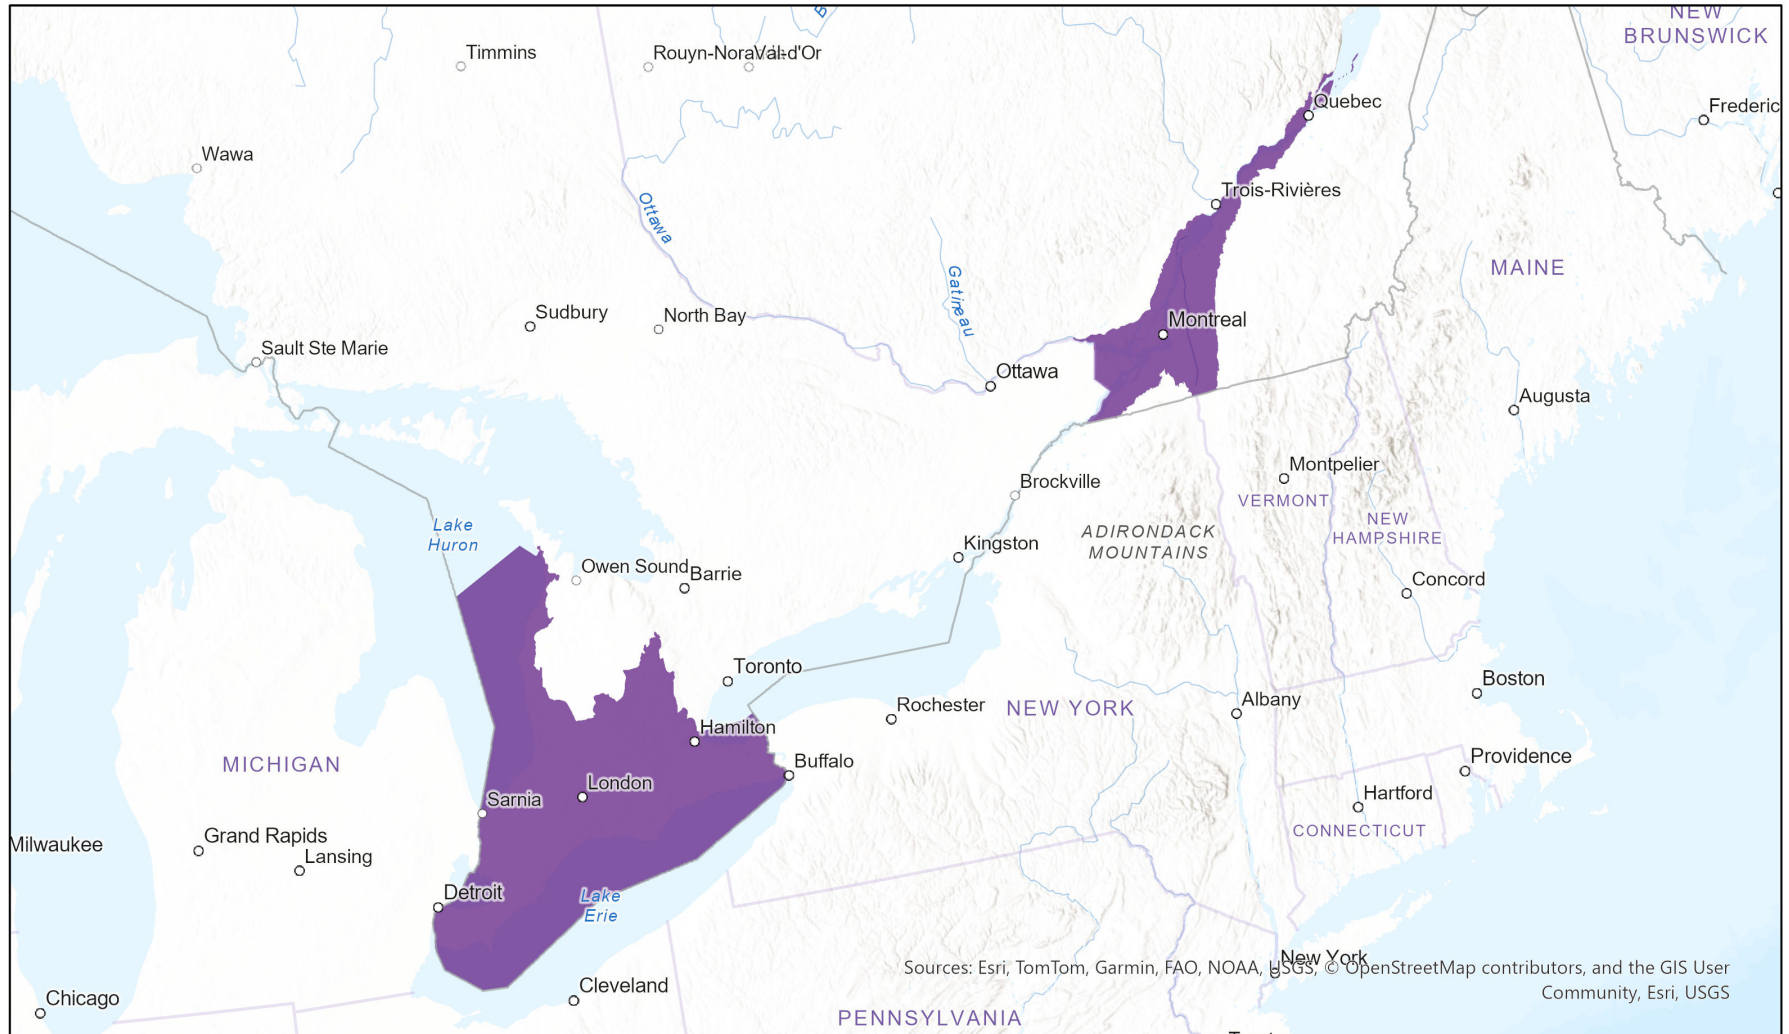 NEW
BRUNSWICK
Timmins
Rouyn-Nora
Val-d'Or
Quebec
Frederic
Wawa
Trois-Rivières
Ottawa
MAINE
Gatineau
Sudbury
North Bay
Montreal
Sault Ste Marie
Ottawa
Augusta
Montpelier
Brockville
VERMONT
Lake
Huron
NEW
HAMPSHIRE
ADIRONDACK
MOUNTAINS
Kingston
Owen Sound
Barrie
Concord
Toronto
Boston
Albany
Rochester
NEW YORK
Hamilton
MICHIGAN
Buffalo
Providence
London
Sarnia
Hartford
CONNECTICUT
Grand Rapids
Milwaukee
Lansing
Detroit
Lake
Erie
New York
Sources: Esri, TomTom, Garmin, FAO, NOAA, USGS, © OpenStreetMap contributors, and the GIS User
Community, Esri, USGS
Cleveland
Chicago
PENNSYLVANIA